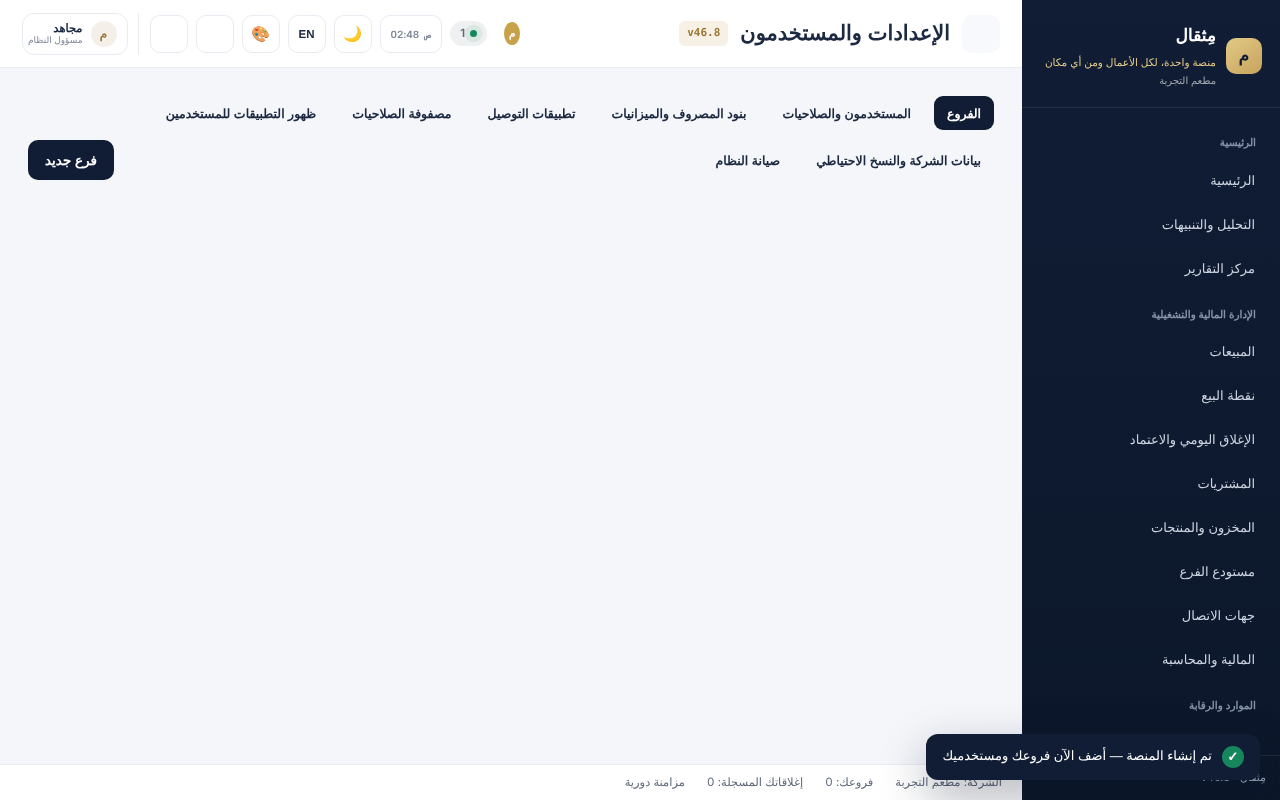 م
مِثقال
منصة واحدة، لكل الأعمال ومن أي مكان
مطعم التجربة
الرئيسية
الرئيسية
التحليل والتنبيهات
مركز التقارير
الإدارة المالية والتشغيلية
المبيعات
نقطة البيع
الإغلاق اليومي والاعتماد
المشتريات
المخزون والمنتجات
مستودع الفرع
جهات الاتصال
المالية والمحاسبة
الموارد والرقابة
الإعدادات والمستخدمون
v46.8
م
1
02:48 ص
EN
م
مجاهد
مسؤول النظام
الفروع
المستخدمون والصلاحيات
بنود المصروف والميزانيات
تطبيقات التوصيل
مصفوفة الصلاحيات
ظهور التطبيقات للمستخدمين
بيانات الشركة والنسخ الاحتياطي
صيانة النظام
فرع جديد
تم إنشاء المنصة — أضف الآن فروعك ومستخدميك
الشركة: مطعم التجربة
فروعك: 0
إغلاقاتك المسجلة: 0
مزامنة دورية